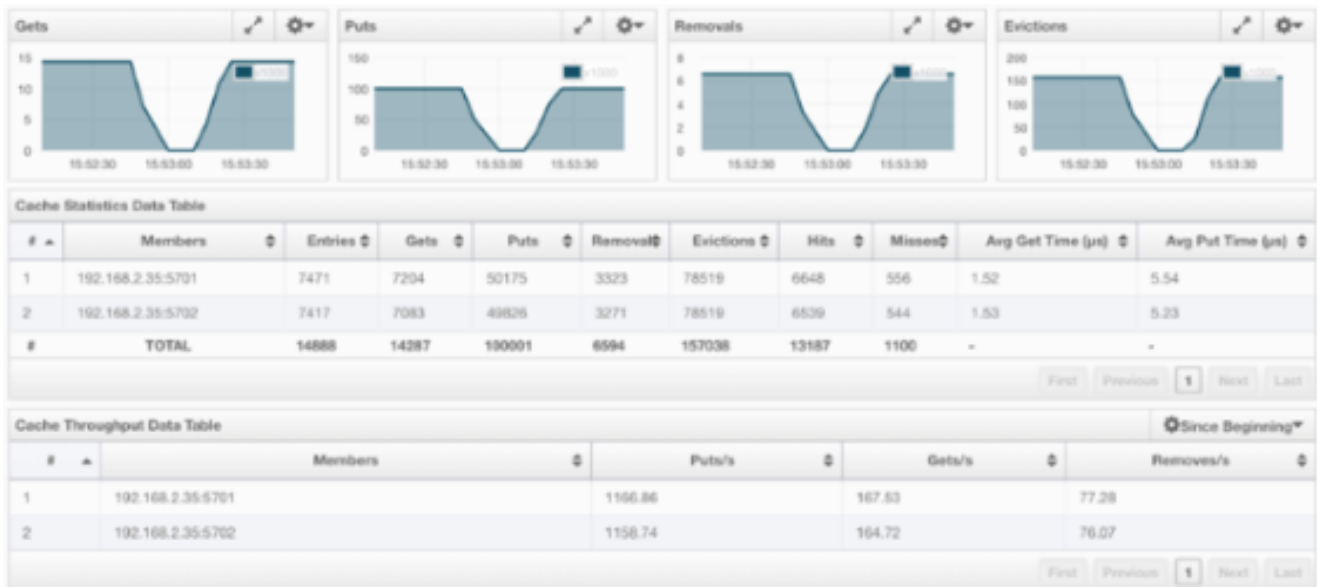 Gets
Puts
Removals
Evictions
15
10
5
0
x1000
15:52:30 15:53:00 15:53:30
150
100
50
0
x1000
15:52:30 15:53:00 15:53:30
8
6
4
2
0
x1000
15:52:30 15:53:00 15:53:30
200
150
100
50
0
x1000
15:52:30 15:53:00 15:53:30
Cache Statistics Data Table
# Members Entries Gets Puts Removals Evictions Hits Misses Avg Get Time (µs) Avg Put Time (µs)
1 192.168.2.35:5701 7471 7204 50175 3323 78519 6648 556 1.52 5.54
2 192.168.2.35:5702 7417 7083 49826 3271 78519 6539 544 1.53 5.23
# TOTAL 14888 14287 100001 6594 157038 13187 1100 - -
First Previous 1 Next Last
Cache Throughput Data Table
Since Beginning
# Members Puts/s Gets/s Removes/s
1 192.168.2.35:5701 1166.86 167.53 77.28
2 192.168.2.35:5702 1158.74 164.72 76.07
First Previous 1 Next Last